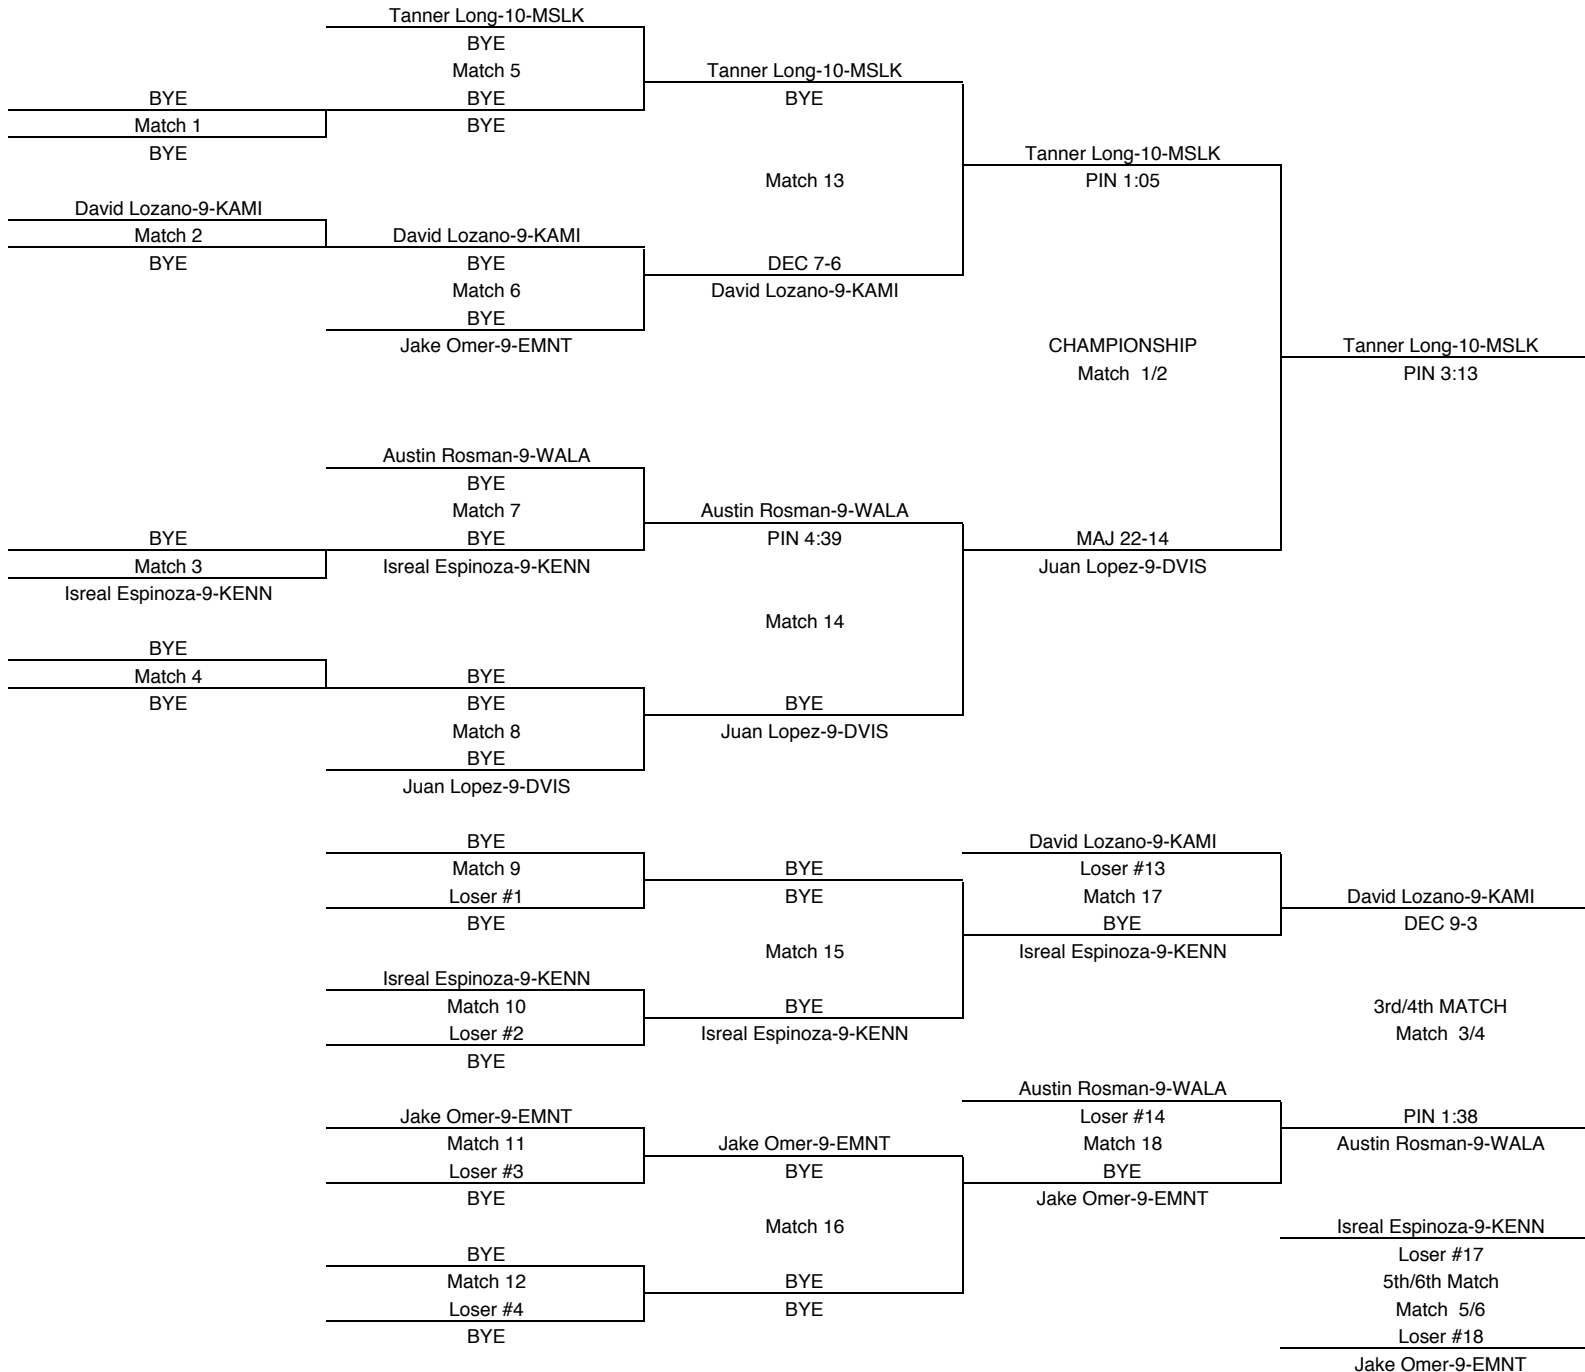 Tanner Long-10-MSLK
BYE
Match 5
Tanner Long-10-MSLK
BYE
BYE
BYE
Match 1
BYE
BYE
Tanner Long-10-MSLK
Match 13
PIN 1:05
David Lozano-9-KAMI
Match 2
David Lozano-9-KAMI
BYE
BYE
DEC 7-6
Match 6
David Lozano-9-KAMI
BYE
Jake Omer-9-EMNT
CHAMPIONSHIP
Tanner Long-10-MSLK
Match 1/2
PIN 3:13
Austin Rosman-9-WALA
BYE
Match 7
Austin Rosman-9-WALA
BYE
BYE
PIN 4:39
MAJ 22-14
Match 3
Isreal Espinoza-9-KENN
Juan Lopez-9-DVIS
Isreal Espinoza-9-KENN
Match 14
BYE
Match 4
BYE
BYE
BYE
BYE
Match 8
Juan Lopez-9-DVIS
BYE
Juan Lopez-9-DVIS
BYE
David Lozano-9-KAMI
Match 9
BYE
Loser #13
Loser #1
BYE
Match 17
David Lozano-9-KAMI
BYE
BYE
DEC 9-3
Match 15
Isreal Espinoza-9-KENN
Isreal Espinoza-9-KENN
Match 10
BYE
3rd/4th MATCH
Loser #2
Isreal Espinoza-9-KENN
Match 3/4
BYE
Austin Rosman-9-WALA
Jake Omer-9-EMNT
Loser #14
PIN 1:38
Match 11
Jake Omer-9-EMNT
Match 18
Austin Rosman-9-WALA
Loser #3
BYE
BYE
BYE
Jake Omer-9-EMNT
Match 16
Isreal Espinoza-9-KENN
BYE
Loser #17
Match 12
BYE
5th/6th Match
Loser #4
BYE
Match 5/6
BYE
Loser #18
Jake Omer-9-EMNT